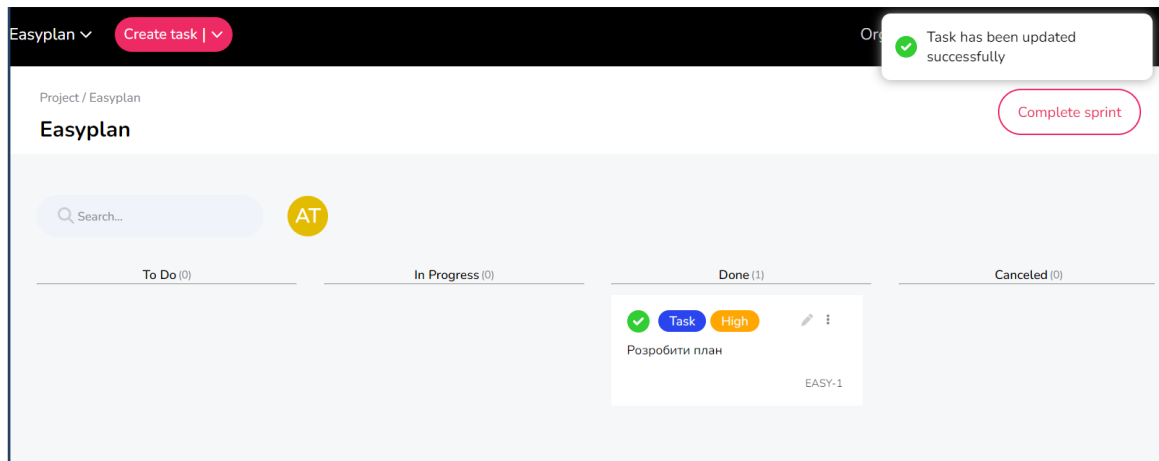 Easyplan
Create task |
Task has been updated
successfully
Project / Easyplan
Easyplan
Complete sprint
Search...
AT
To Do (0)
In Progress (0)
Done (1)
Canceled (0)
Task
High
Розробити план
EASY-1